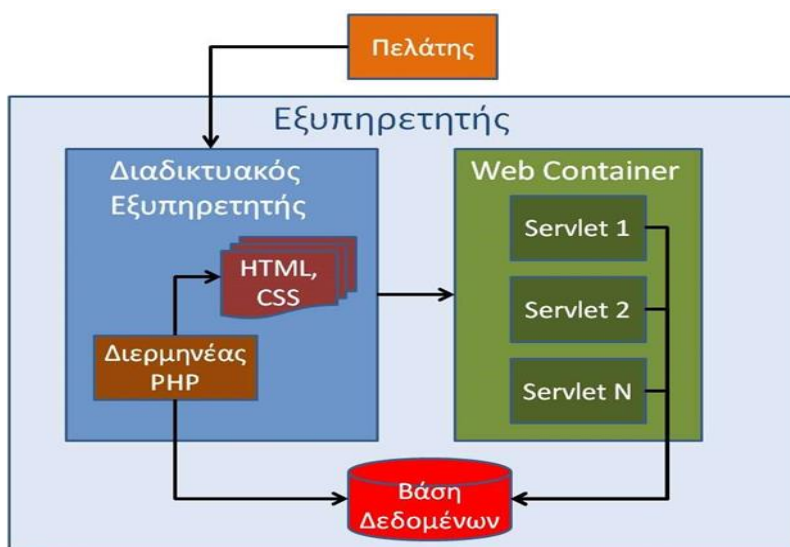 Πελάτης
Εξυπηρετητής
Διαδικτυακός
Εξυπηρετητής
HTML,
CSS
Διερμηνέας
PHP
Web Container
Servlet 1
Servlet 2
Servlet N
Βάση
Δεδομένων